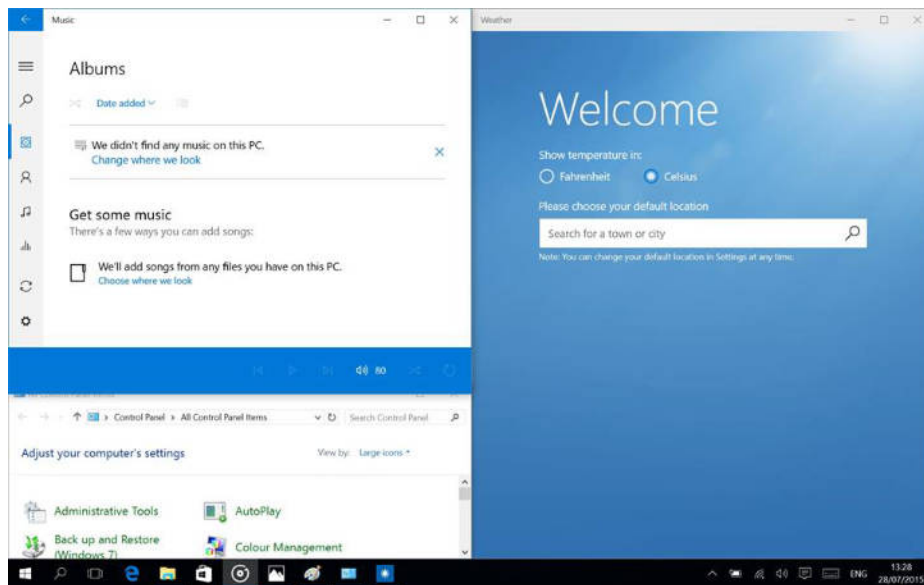 Music
Albums
Date added
We didn't find any music on this PC.
Change where we look
Get some music
There's a few ways you can add songs:
We'll add songs from any files you have on this PC.
Choose where we look
80
Weather
Welcome
Show temperature in:
Fahrenheit
Celsius
Please choose your default location
Search for a town or city
Note: You can change your default location in Settings at any time.
Control Panel > All Control Panel Items
Search Control Panel
Adjust your computer's settings
View by: Large icons
Administrative Tools
AutoPlay
Back up and Restore
(Windows 7)
Colour Management
ENG
13:28